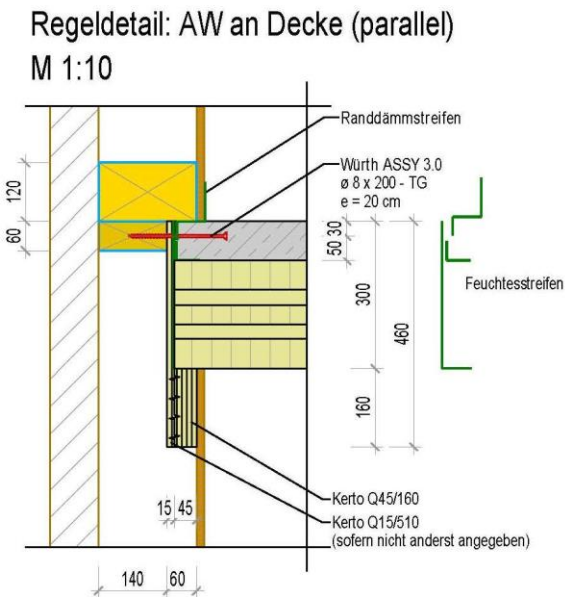 Regeldetail: AW an Decke (parallel)
M 1:10
Randdämmstreifen
Würth ASSY 3.0
ø 8 x 200 - TG
e = 20 cm
120
60
30
50
300
460
160
Feuchtesstreifen
Kerto Q45/160
Kerto Q15/510
(sofern nicht anderst angegeben)
15 45
140 60